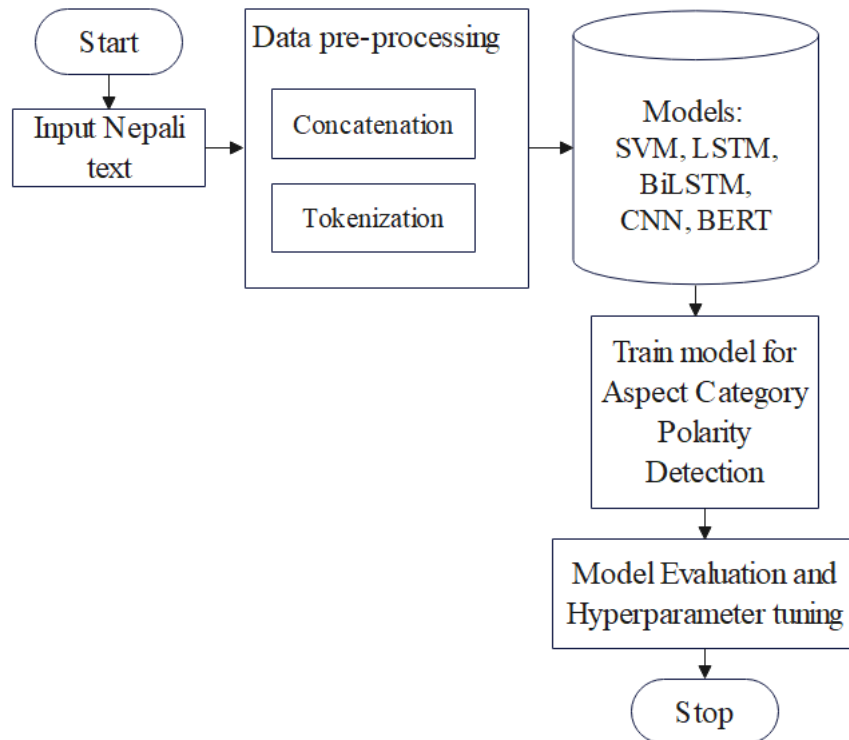 Start
Input Nepali
text
Data pre-processing
Concatenation
Tokenization
Models:
SVM, LSTM,
BiLSTM,
CNN, BERT
Train model for
Aspect Category
Polarity
Detection
Model Evaluation and
Hyperparameter tuning
Stop